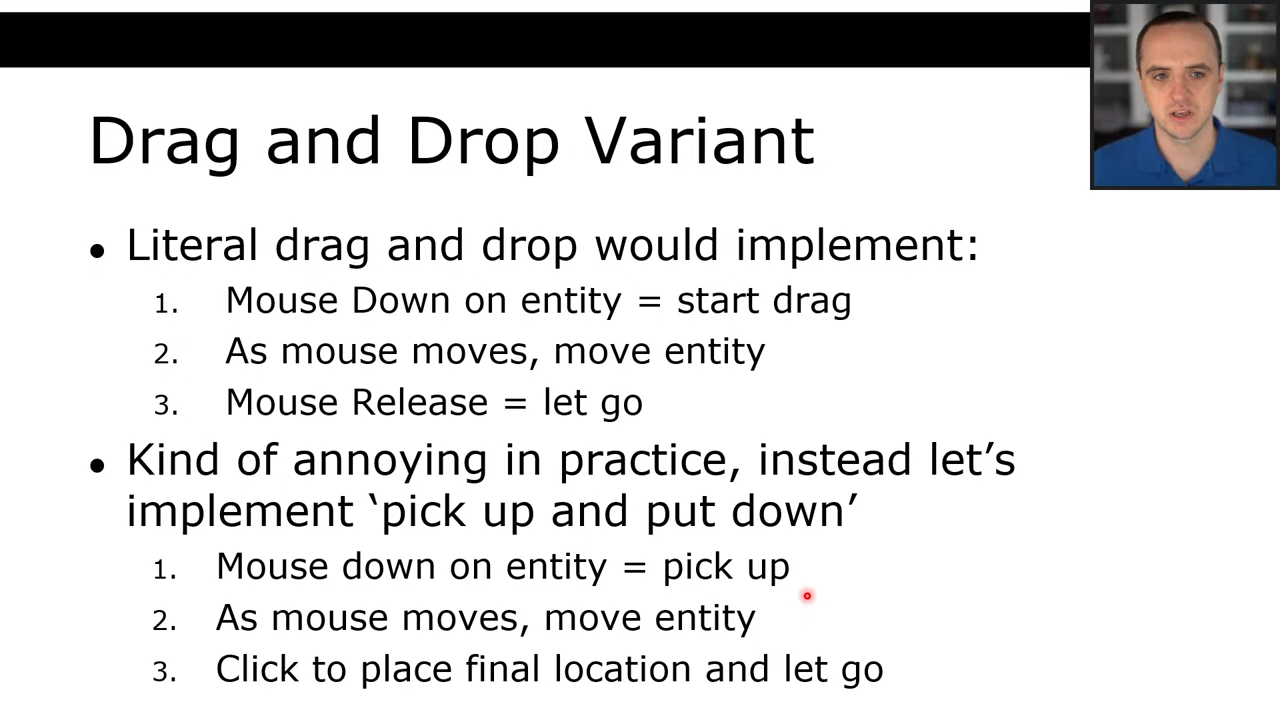 Drag and Drop Variant
• Literal drag and drop would implement:
1. Mouse Down on entity = start drag
2. As mouse moves, move entity
3. Mouse Release = let go
• Kind of annoying in practice, instead let’s
implement ‘pick up and put down’
1. Mouse down on entity = pick up
2. As mouse moves, move entity
3. Click to place final location and let go